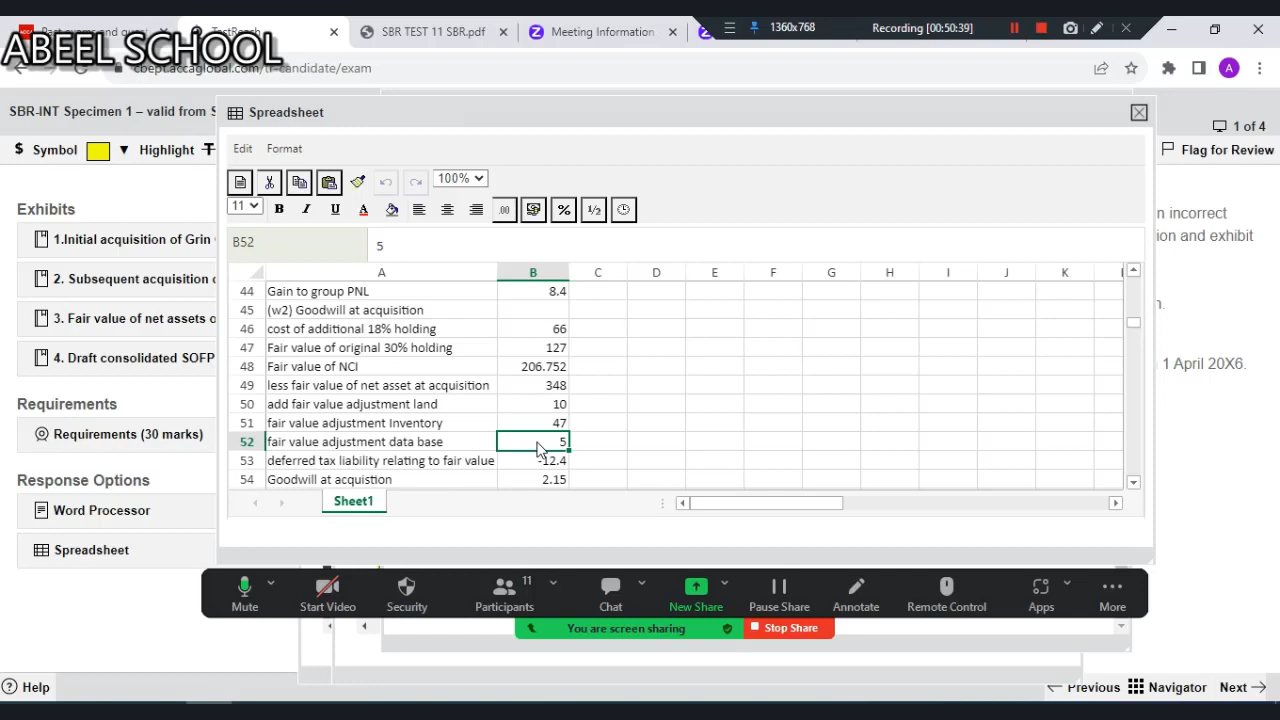 ABEEL SCHOOL
TestReach
SBR TEST 11 SBR.pdf
Meeting Information
1360x768
Recording [00:50:39]
cbept.accaglobal.com/tr-candidate/exam
A
SBR-INT Specimen 1 – valid from S
Spreadsheet
1 of 4
$ Symbol
Highlight
Flag for Review
Edit Format
100%
11 B I U A .00 % ½
Exhibits
1.Initial acquisition of Grin
2. Subsequent acquisition o
3. Fair value of net assets o
4. Draft consolidated SOFP
n incorrect
ion and exhibit
n.
1 April 20X6.
B52 5
A B C D E F G H I J K
44 Gain to group PNL 8.4
45 (w2) Goodwill at acquisition
46 cost of additional 18% holding 66
47 Fair value of original 30% holding 127
48 Fair value of NCI 206.752
49 less fair value of net asset at acquisition 348
50 add fair value adjustment land 10
51 fair value adjustment Inventory 47
52 fair value adjustment data base 5
53 deferred tax liability relating to fair value -12.4
54 Goodwill at acquistion 2.15
Sheet1
Requirements
Requirements (30 marks)
Response Options
Word Processor
Spreadsheet
11
Mute
Start Video
Security
Participants
Chat
New Share
Pause Share
Annotate
Remote Control
Apps
More
You are screen sharing
Stop Share
Help
Previous
Navigator
Next